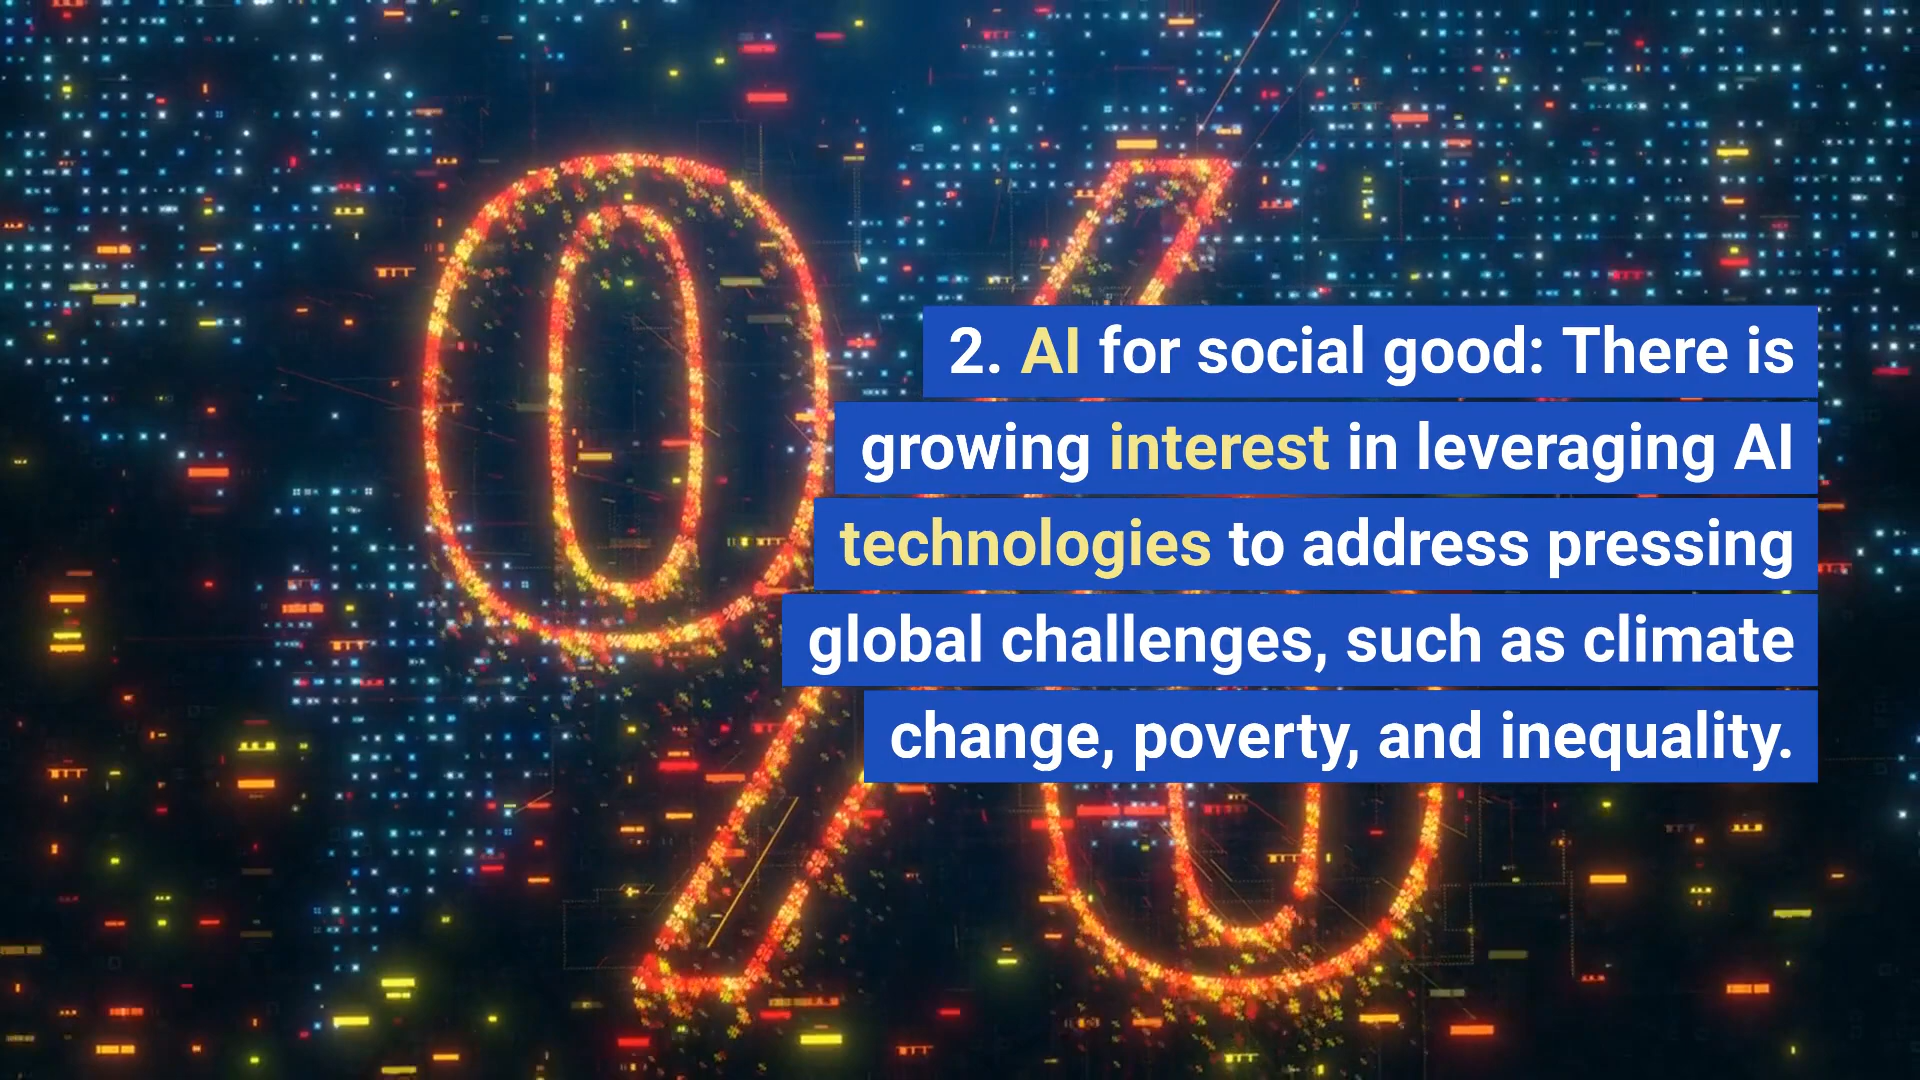 2. AI for social good: There is
growing interest in leveraging AI
technologies to address pressing
global challenges, such as climate
change, poverty, and inequality.
%